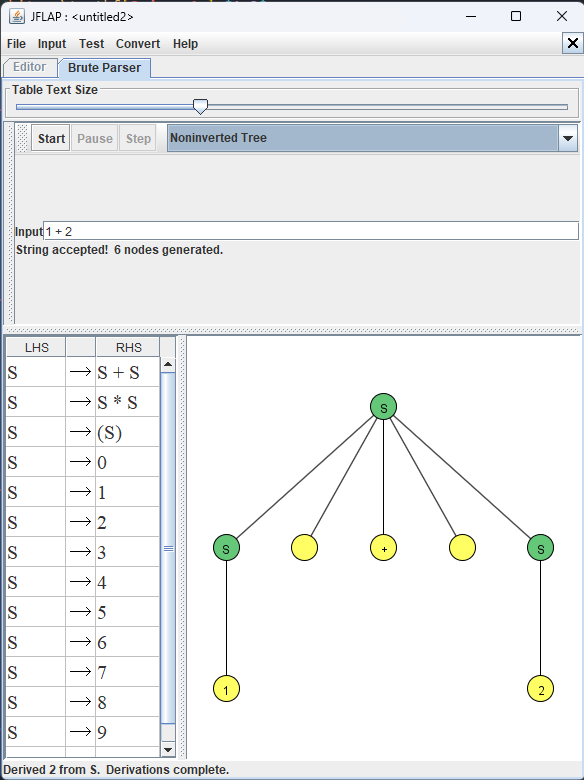 JFLAP : <untitled2>
File Input Test Convert Help
Editor Brute Parser
Table Text Size
Start Pause Step Noninverted Tree
Input 1 + 2
String accepted! 6 nodes generated.
LHS RHS
S → S + S
S → S * S
S → (S)
S → 0
S → 1
S → 2
S → 3
S → 4
S → 5
S → 6
S → 7
S → 8
S → 9
S
S + S
1 2
Derived 2 from S. Derivations complete.